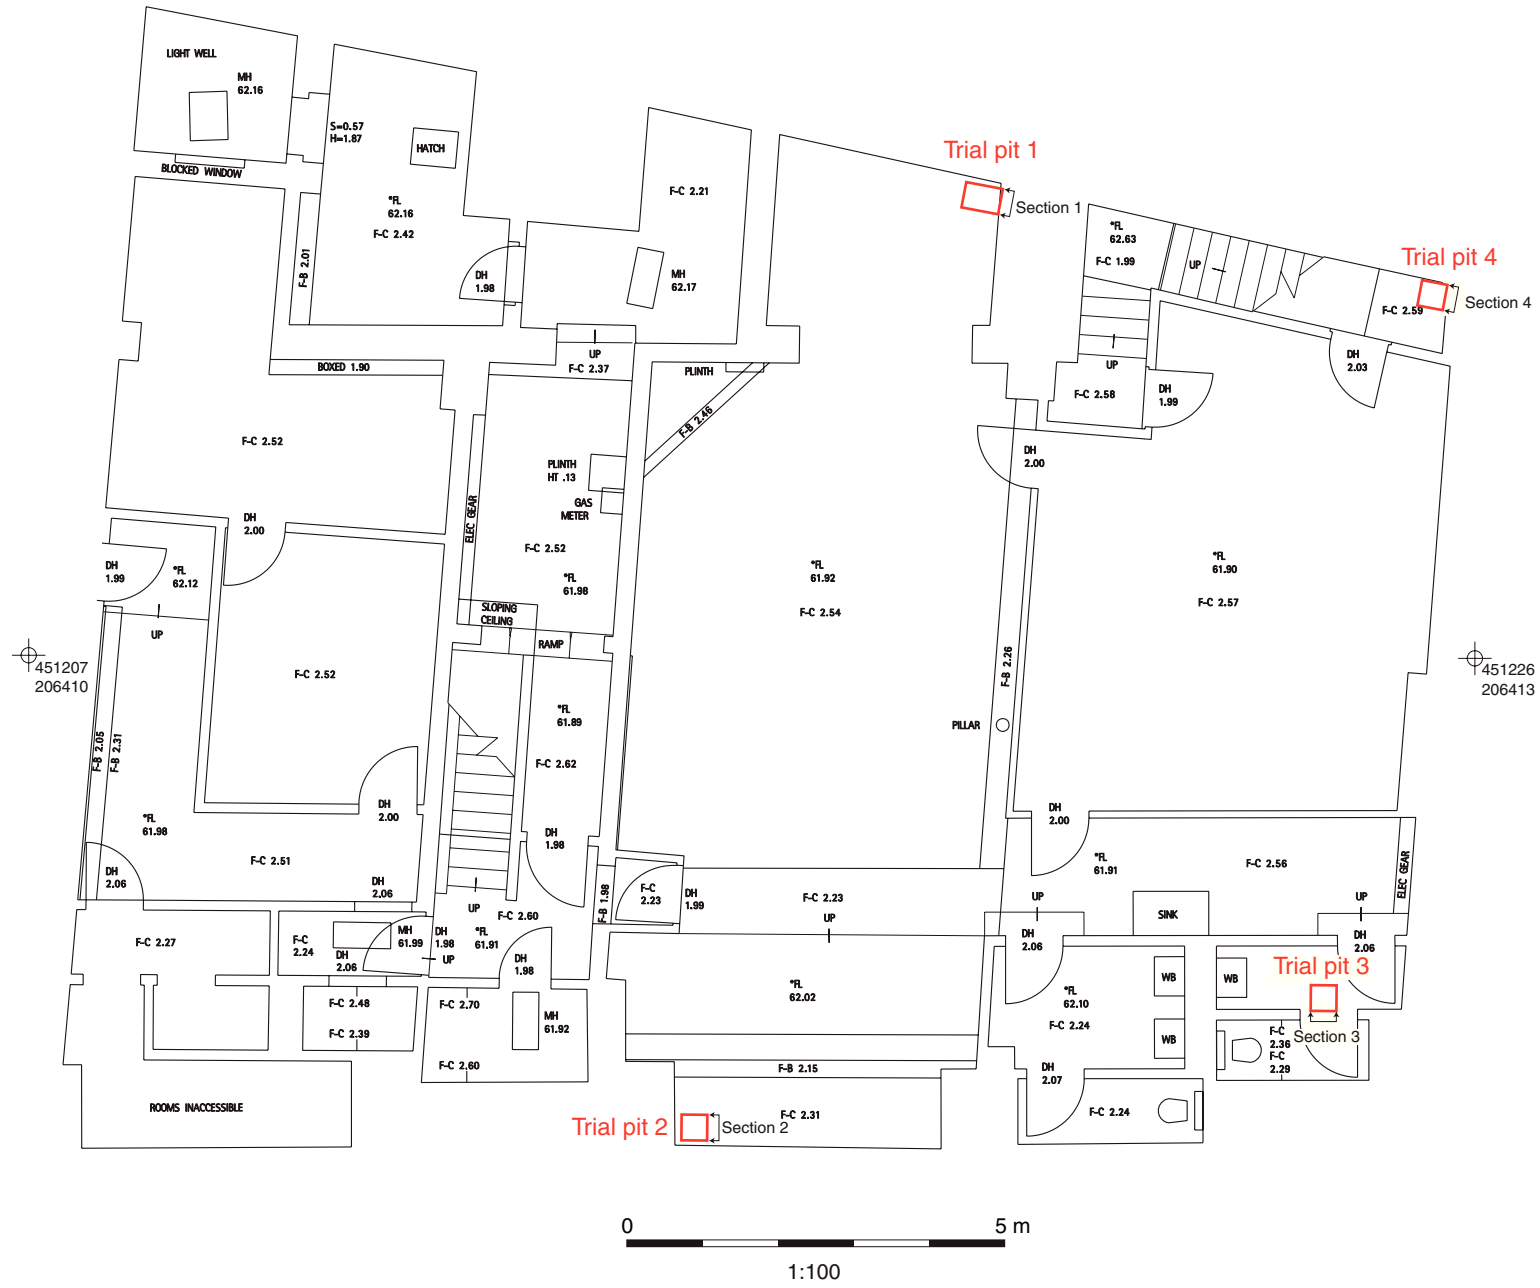 LIGHT WELL
MH
62.16
BLOCKED WINDOW
S=0.57
H=1.87
HATCH
*FL
62.16
F-C 2.42
F-B 2.01
DH
1.98
F-C 2.21
MH
62.17
Trial pit 1
Section 1
*FL
62.63
F-C 1.99
UP
Trial pit 4
Section 4
F-C 2.59
DH
2.03
UP
F-C 2.58
DH
1.99
BOXED 1.90
UP
F-C 2.37
PLINTH
F-B 2.46
F-C 2.52
DH
2.00
ELEC GEAR
PLINTH
HT .13
GAS
METER
F-C 2.52
*FL
61.98
SLOPING
CEILING
RAMP
DH
2.00
DH
1.99
*FL
62.12
UP
*FL
61.92
F-C 2.54
*FL
61.90
F-C 2.57
451207
206410
451226
206413
F-C 2.52
F-B 2.05
F-B 2.31
*FL
61.89
F-C 2.62
F-B 2.26
PILLAR
*FL
61.98
DH
2.00
DH
1.98
DH
2.00
F-C 2.51
DH
2.06
DH
2.06
*FL
61.91
F-C 2.56
ELEC GEAR
UP
F-C 2.60
F-B 1.98
F-C
2.23
DH
1.99
F-C 2.23
UP
UP
SINK
UP
F-C 2.27
F-C
2.24
DH
2.06
MH
61.99
DH
1.98
UP
*FL
61.91
DH
1.98
DH
2.06
DH
2.06
Trial pit 3
WB
WB
WB
Section 3
F-C
2.36
F-C
2.29
*FL
62.02
*FL
62.10
F-C 2.24
F-C 2.48
F-C 2.39
F-C 2.70
F-C 2.60
MH
61.92
F-B 2.15
DH
2.07
F-C 2.24
ROOMS INACCESSIBLE
Trial pit 2
Section 2
F-C 2.31
0
5 m
1:100